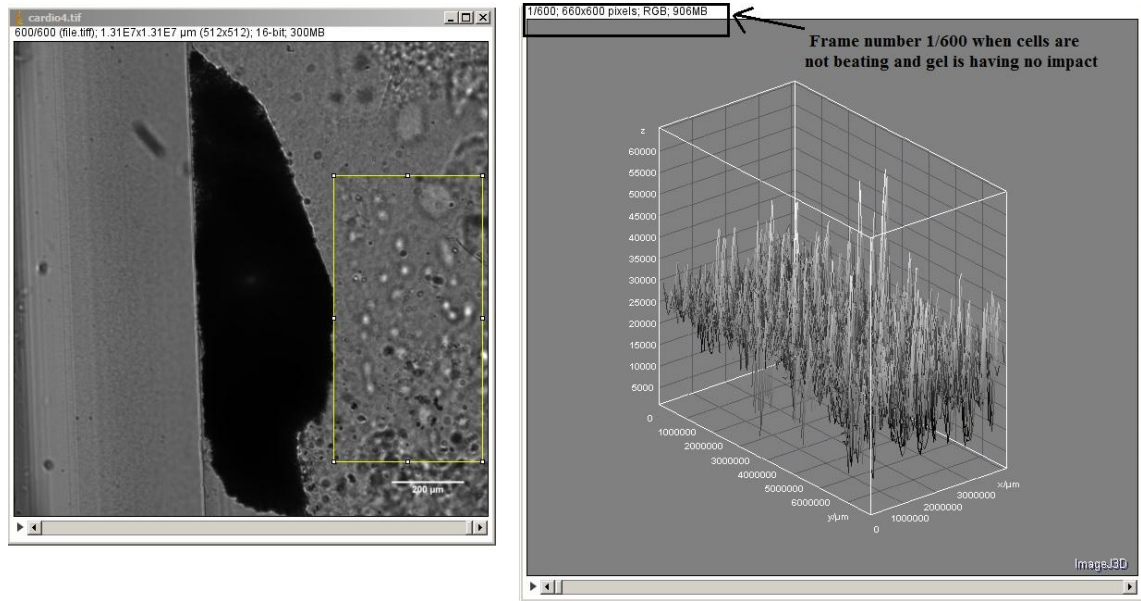 cardio4.tif
600/600 (file.tiff); 1.31E7x1.31E7 µm (512x512); 16-bit; 300MB
200 µm
1/600; 660x600 pixels; RGB; 906MB
Frame number 1/600 when cells are
not beating and gel is having no impact
z
60000
55000
50000
45000
40000
35000
30000
25000
20000
15000
10000
5000
0
1000000
2000000
3000000
4000000
5000000
6000000
y/µm
x/µm
3000000
2000000
1000000
0
ImageJ3D